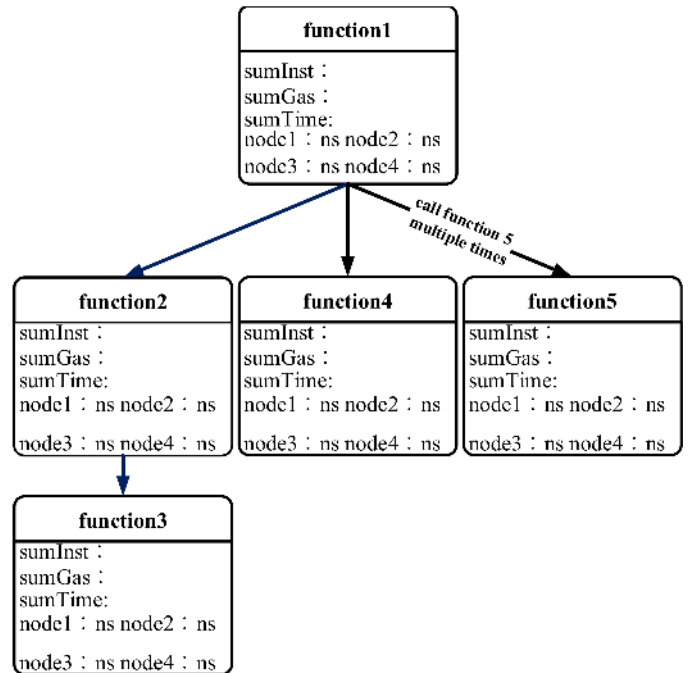 function1
sumInst：
sumGas：
sumTime:
node1：ns node2：ns
node3：ns node4：ns
call function 5
multiple times
function2
sumInst：
sumGas：
sumTime:
node1：ns node2：ns
node3：ns node4：ns
function4
sumInst：
sumGas：
sumTime:
node1：ns node2：ns
node3：ns node4：ns
function5
sumInst：
sumGas：
sumTime:
node1：ns node2：ns
node3：ns node4：ns
function3
sumInst：
sumGas：
sumTime:
node1：ns node2：ns
node3：ns node4：ns